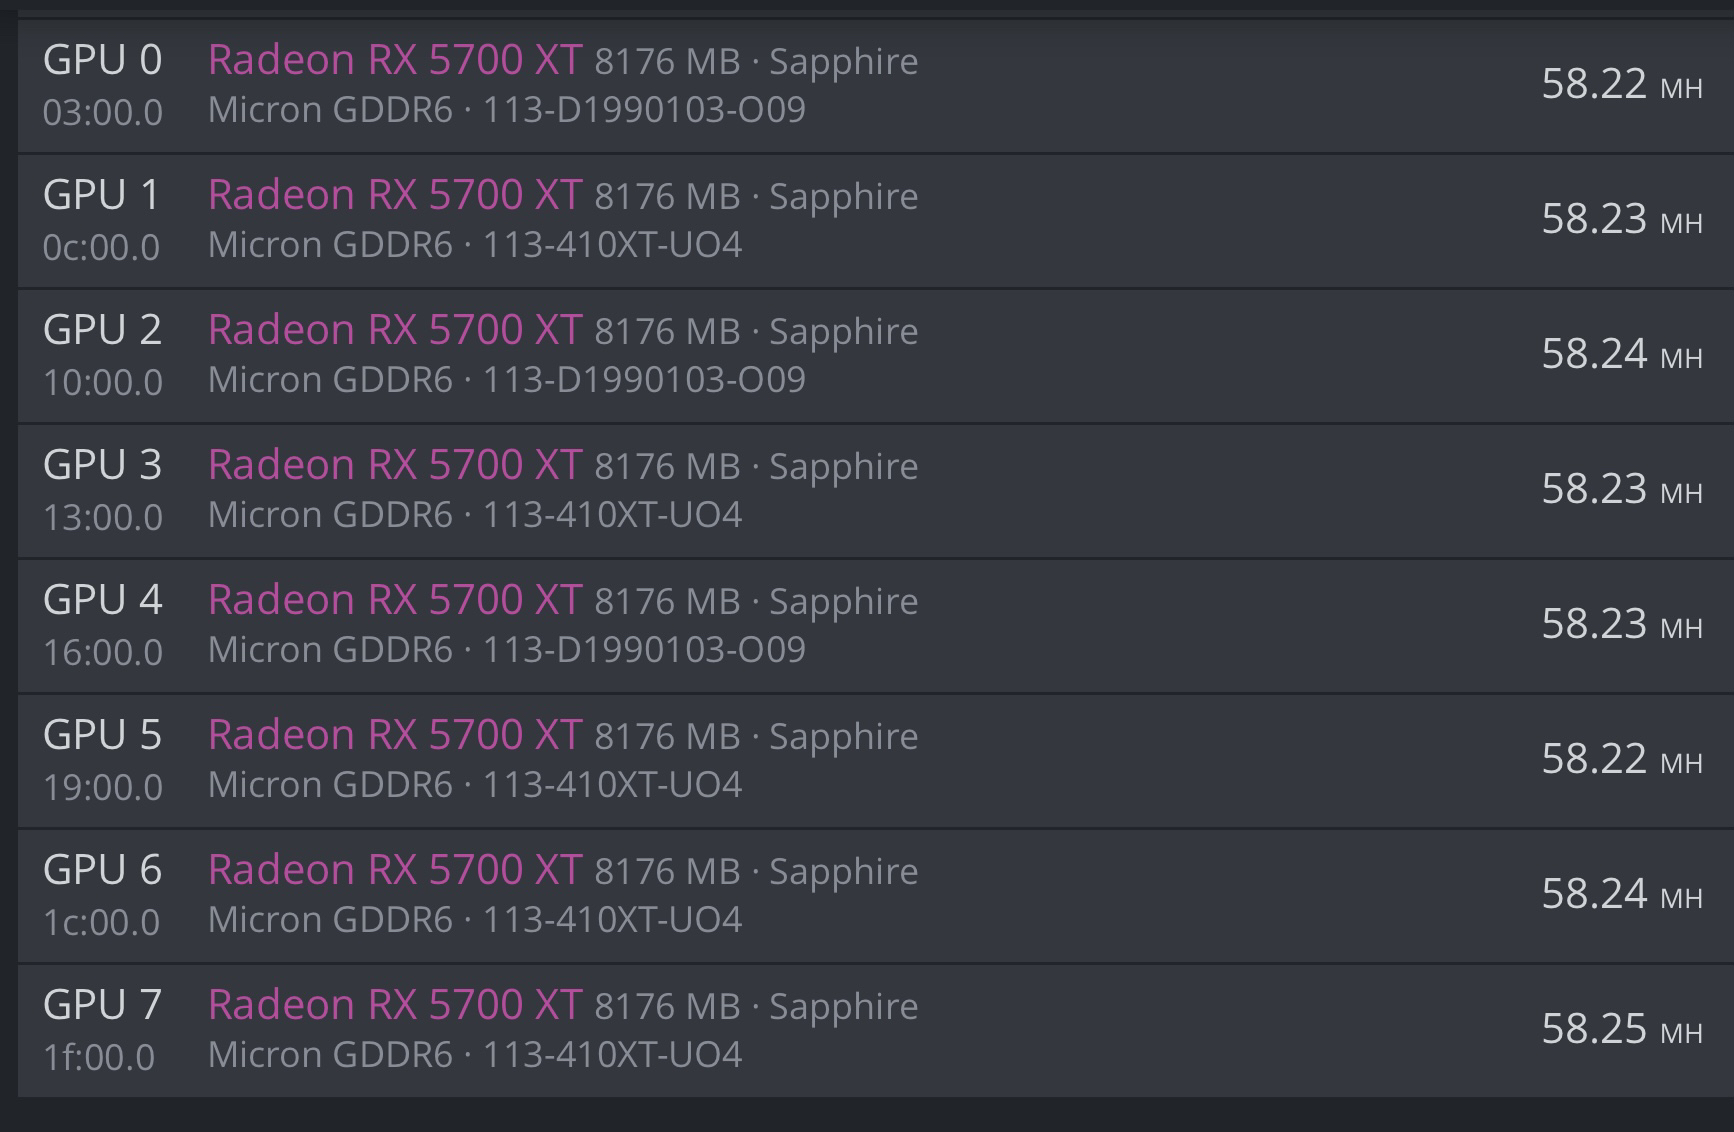 GPU 0 Radeon RX 5700 XT 8176 MB · Sapphire 58.22 MH
03:00.0 Micron GDDR6 · 113-D1990103-O09
GPU 1 Radeon RX 5700 XT 8176 MB · Sapphire 58.23 MH
0c:00.0 Micron GDDR6 · 113-410XT-UO4
GPU 2 Radeon RX 5700 XT 8176 MB · Sapphire 58.24 MH
10:00.0 Micron GDDR6 · 113-D1990103-O09
GPU 3 Radeon RX 5700 XT 8176 MB · Sapphire 58.23 MH
13:00.0 Micron GDDR6 · 113-410XT-UO4
GPU 4 Radeon RX 5700 XT 8176 MB · Sapphire 58.23 MH
16:00.0 Micron GDDR6 · 113-D1990103-O09
GPU 5 Radeon RX 5700 XT 8176 MB · Sapphire 58.22 MH
19:00.0 Micron GDDR6 · 113-410XT-UO4
GPU 6 Radeon RX 5700 XT 8176 MB · Sapphire 58.24 MH
1c:00.0 Micron GDDR6 · 113-410XT-UO4
GPU 7 Radeon RX 5700 XT 8176 MB · Sapphire 58.25 MH
1f:00.0 Micron GDDR6 · 113-410XT-UO4